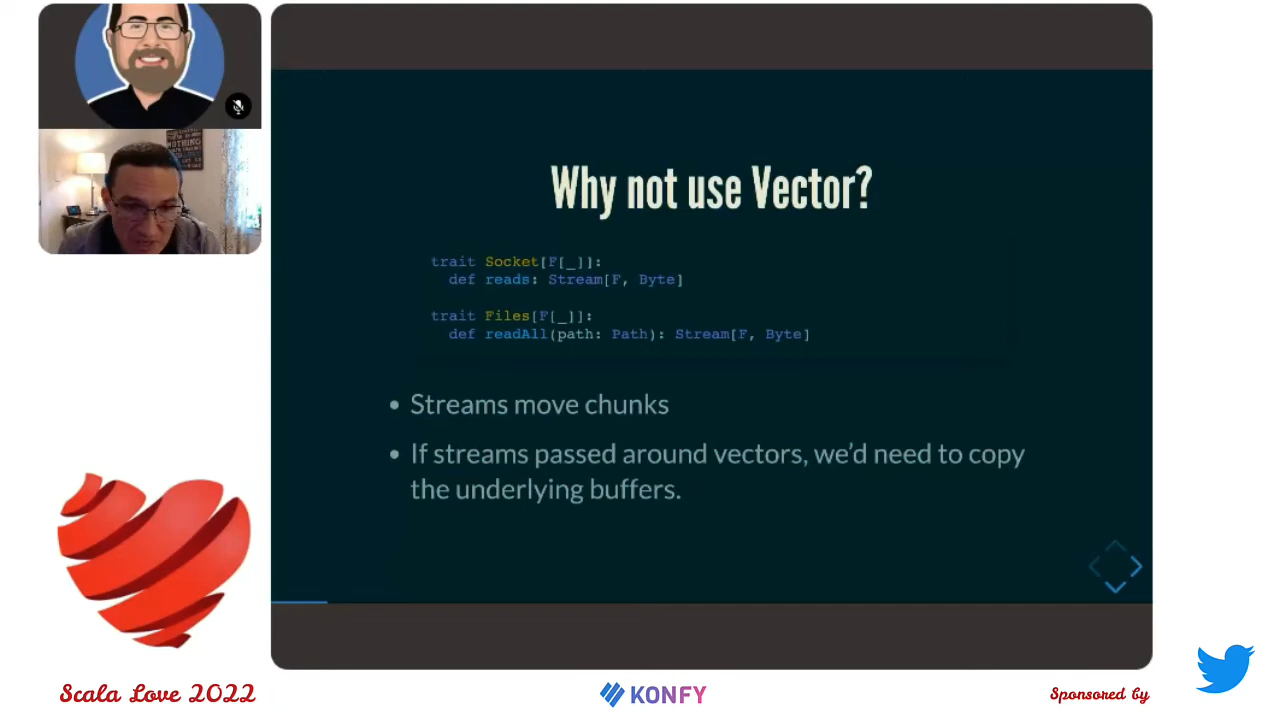 NOTHING
Why not use Vector?
trait Socket[F[_]]:
def reads: Stream[F, Byte]
trait Files[F[_]]:
def readAll(path: Path): Stream[F, Byte]
• Streams move chunks
• If streams passed around vectors, we’d need to copy
the underlying buffers.
Scala Love 2022
KONFY
Sponsored by